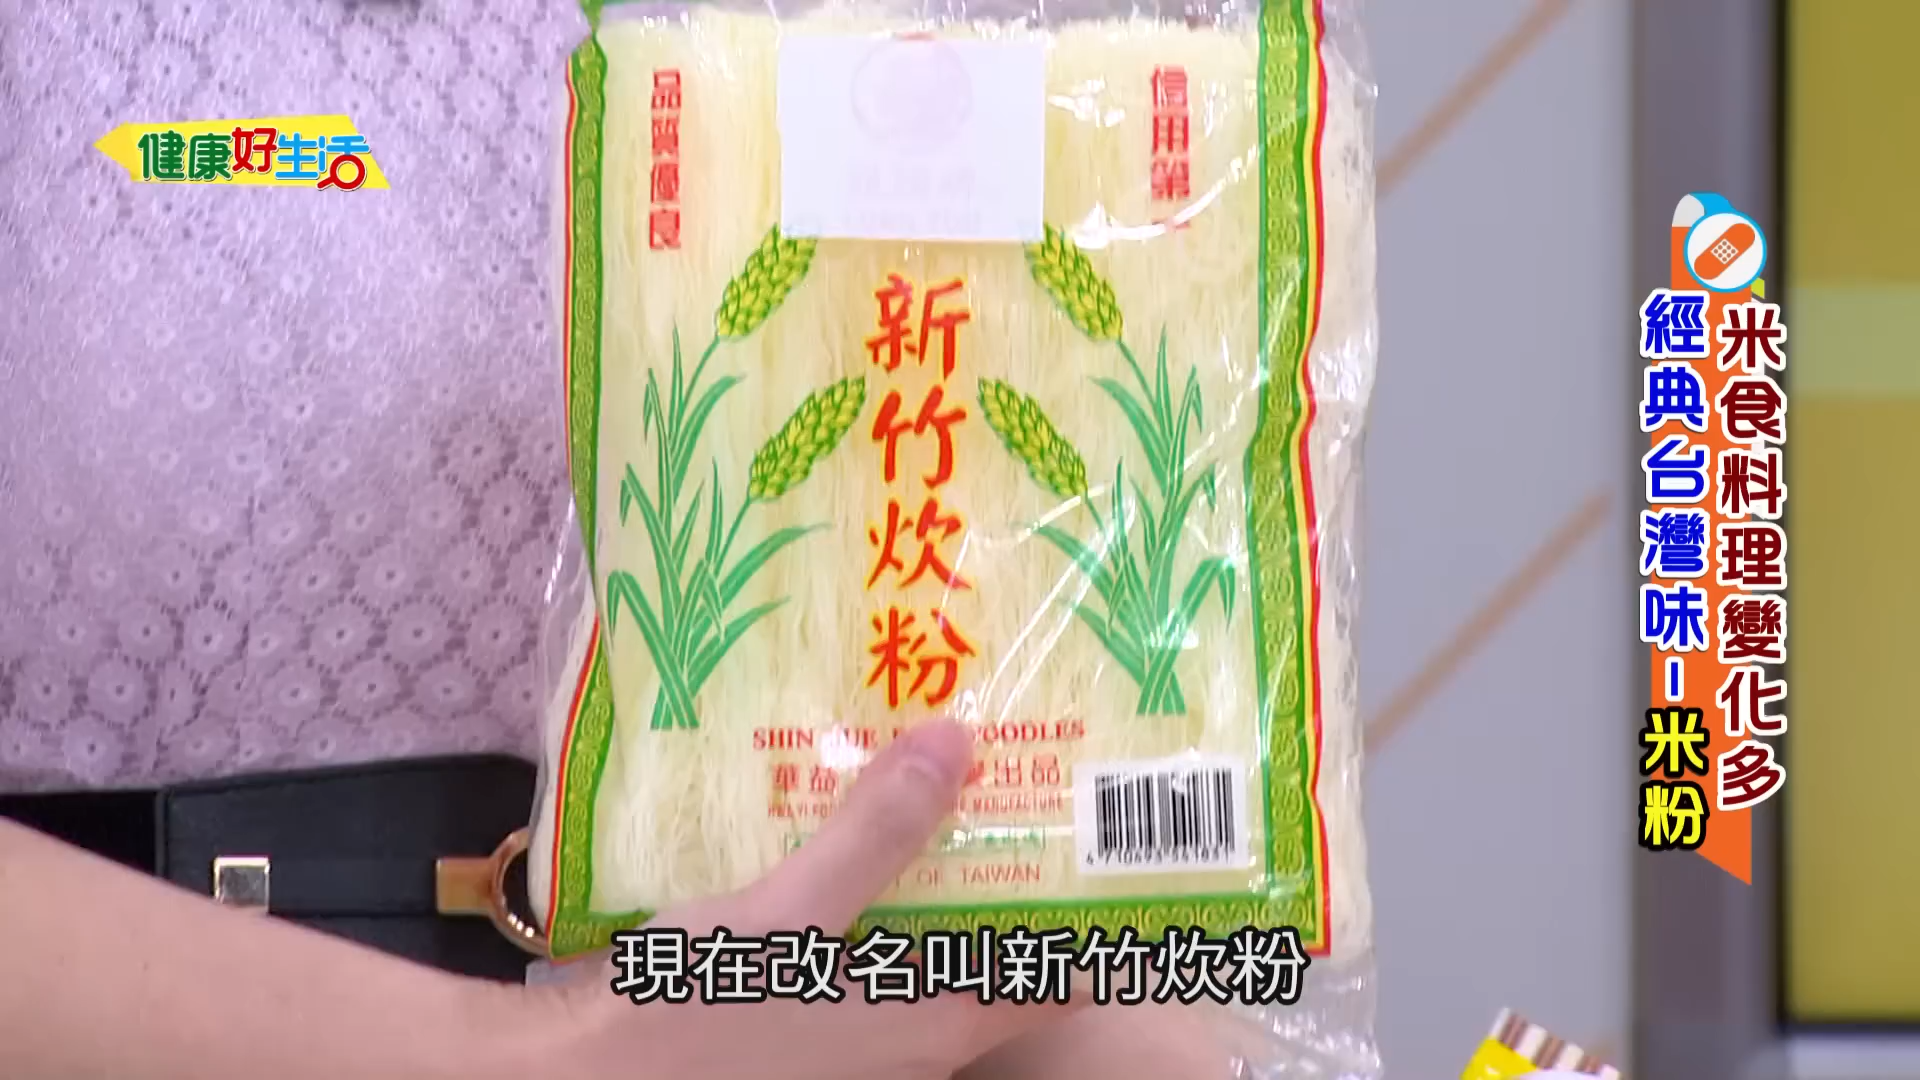 健康好生活
品質優良
信用第一
新竹炊粉
SHIN
華益
出品
MANUFACTURE
OF TAIWAN
米食料理變化多
經典台灣味-米粉
現在改名叫新竹炊粉